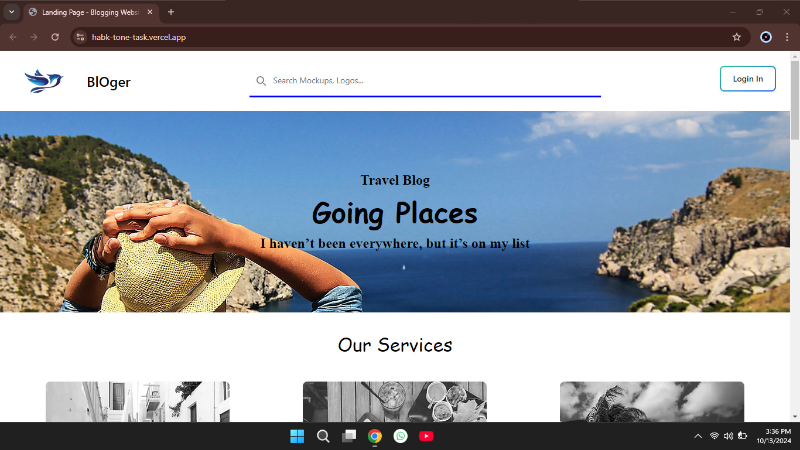 Landing Page - Blogging Websi
habk-tone-task.vercel.app
BlOger
Search Mockups, Logos...
Login In
Travel Blog
Going Places
I haven't been everywhere, but it's on my list
Our Services
3:36 PM
10/13/2024